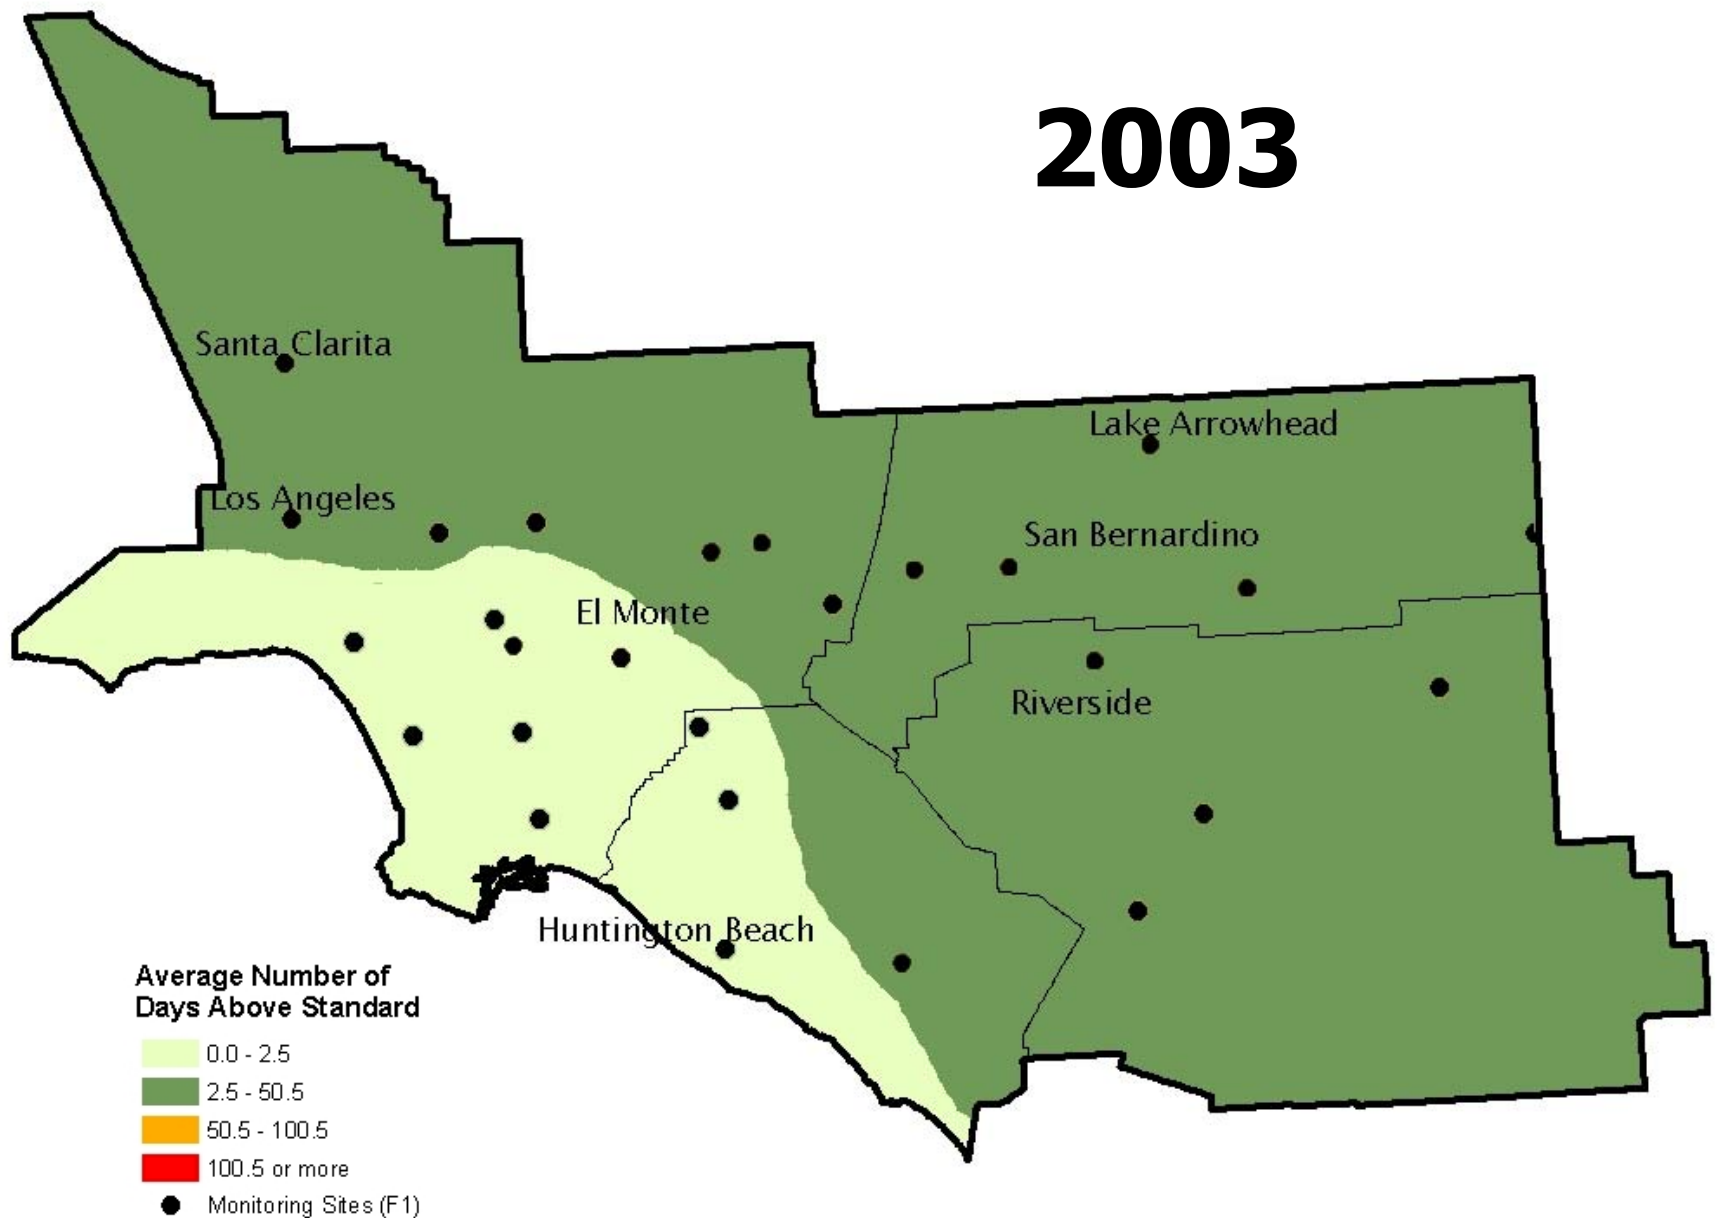 2003
Santa Clarita
Lake Arrowhead
Los Angeles
San Bernardino
El Monte
Riverside
Huntington Beach
Average Number of
Days Above Standard
0.0 - 2.5
2.5 - 50.5
50.5 - 100.5
100.5 or more
Monitoring Sites (F1)